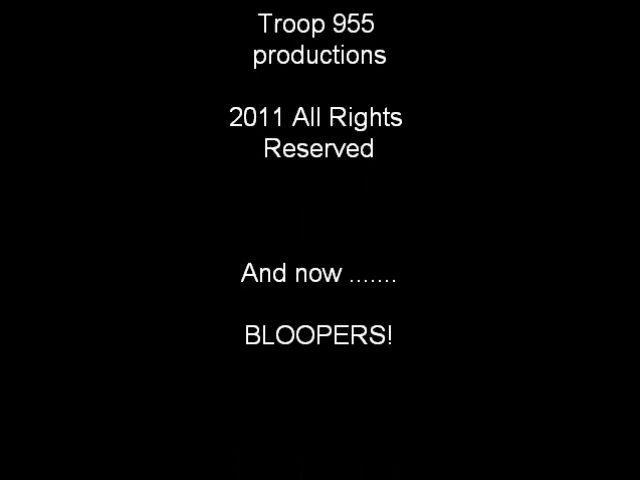 Troop 955
productions
2011 All Rights
Reserved
And now .......
BLOOPERS!